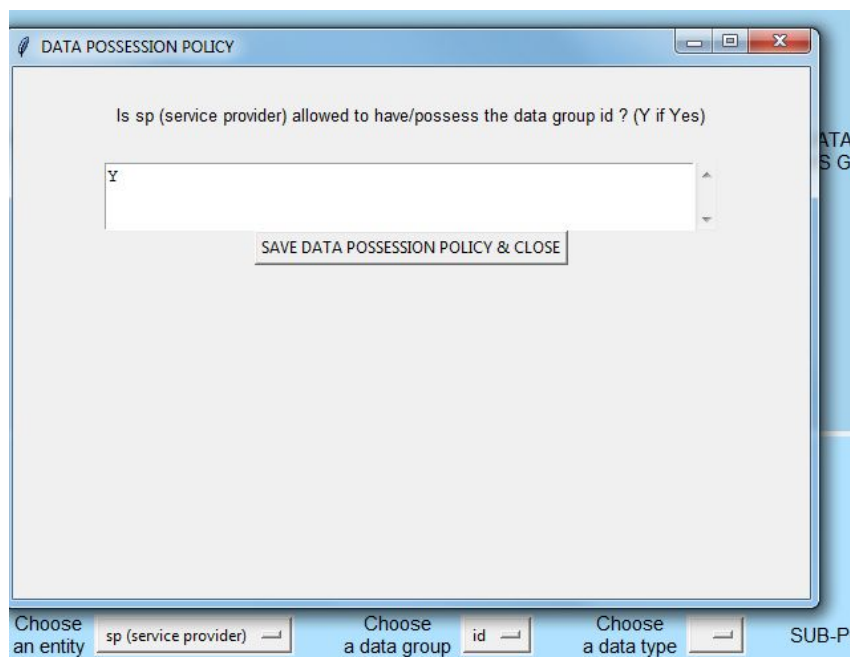 DATA POSSESSION POLICY
Is sp (service provider) allowed to have/possess the data group id ? (Y if Yes)
Y
SAVE DATA POSSESSION POLICY & CLOSE
ATA
S G
Choose
an entity
sp (service provider)
Choose
a data group
id
Choose
a data type
SUB-P